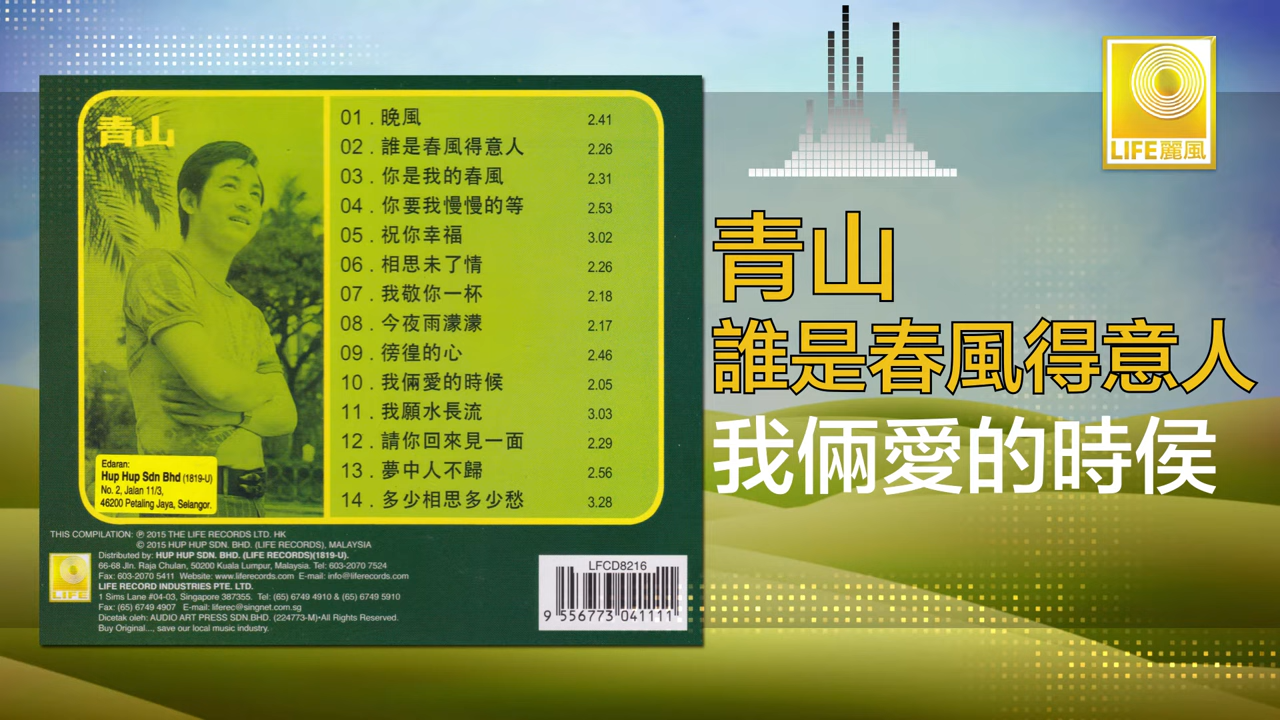 青山
01 . 晚風 2.41
02 . 誰是春風得意人 2.26
03 . 你是我的春風 2.31
04 . 你要我慢慢的等 2.53
05 . 祝你幸福 3.02
06 . 相思未了情 2.26
07 . 我敬你一杯 2.18
08 . 今夜雨濛濛 2.17
09 . 徬徨的心 2.46
10 . 我倆愛的時候 2.05
11 . 我願水長流 3.03
12 . 請你回來見一面 2.29
13 . 夢中人不歸 2.56
14 . 多少相思多少愁 3.28
Edaran:
Hup Hup Sdn Bhd (1819-U)
No. 2, Jalan 11/3,
46200 Petaling Jaya, Selangor.
THIS COMPILATION: ℗ 2015 THE LIFE RECORDS LTD. HK
© 2015 HUP HUP SDN. BHD. (LIFE RECORDS), MALAYSIA
Distributed by: HUP HUP SDN. BHD. (LIFE RECORDS)(1819-U).
66-68 Jln. Raja Chulan, 50200 Kuala Lumpur, Malaysia. Tel: 603-2070 7524
Fax: 603-2070 5411 Website: www.liferecords.com E-mail: info@liferecords.com
LIFE RECORD INDUSTRIES PTE. LTD.
1 Sims Lane #04-03, Singapore 387355. Tel: (65) 6749 4910 & (65) 6749 5910
Fax: (65) 6749 4907 E-mail: liferec@singnet.com.sg
Dicetak oleh: AUDIO ART PRESS SDN.BHD. (224773-M)•All Rights Reserved.
Buy Original..., save our local music industry.
LIFE
LFCD8216
9 556773 041111
LIFE麗風
青山
誰是春風得意人
我倆愛的時侯